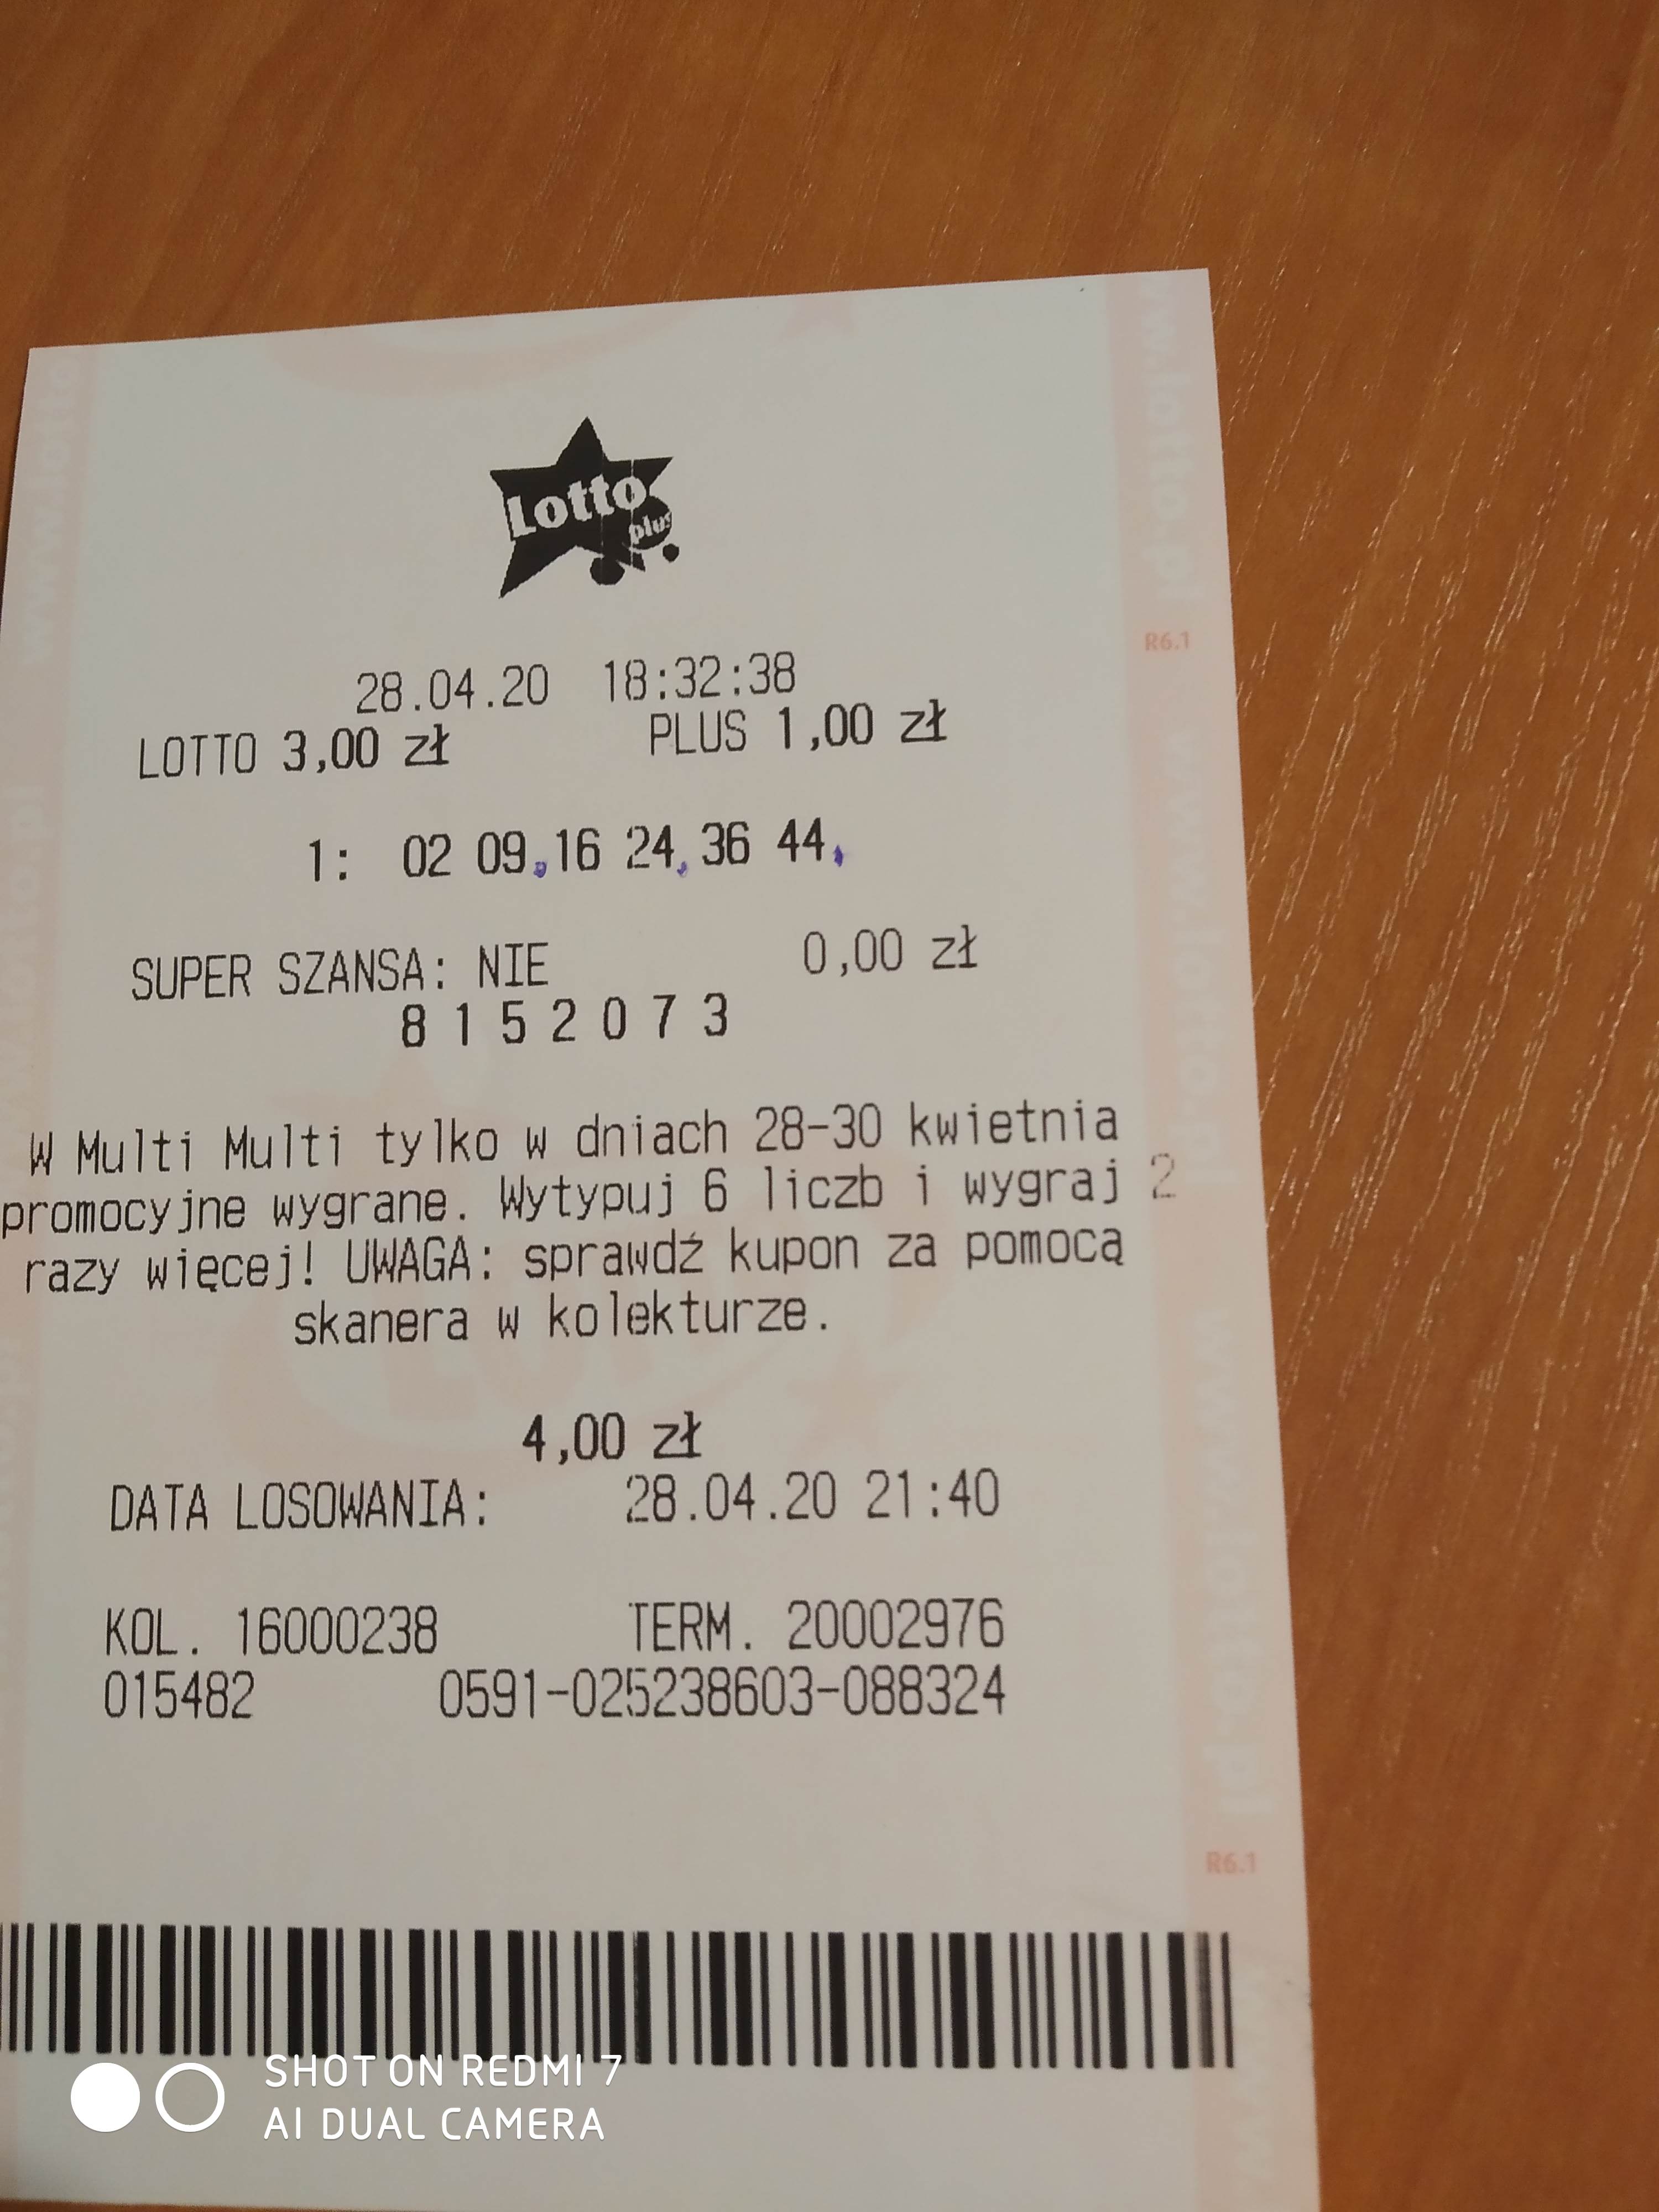 Lotto
plus
28.04.20 18:32:38
LOTTO 3,00 zł PLUS 1,00 zł
1: 02 09 16 24 36 44
SUPER SZANSA: NIE 0,00 zł
8 1 5 2 0 7 3
W Multi Multi tylko w dniach 28-30 kwietnia
promocyjne wygrane. Wytypuj 6 liczb i wygraj 2
razy więcej! UWAGA: sprawdź kupon za pomocą
skanera w kolekturze.
4,00 zł
DATA LOSOWANIA: 28.04.20 21:40
KOL. 16000238 TERM. 20002976
015482 0591-025238603-088324
R6.1
R6.1
www.lotto.pl
SHOT ON REDMI 7
AI DUAL CAMERA